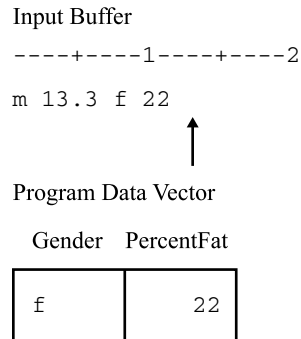 Input Buffer
----+----1----+----2
m 13.3 f 22
Program Data Vector
Gender PercentFat
f 22